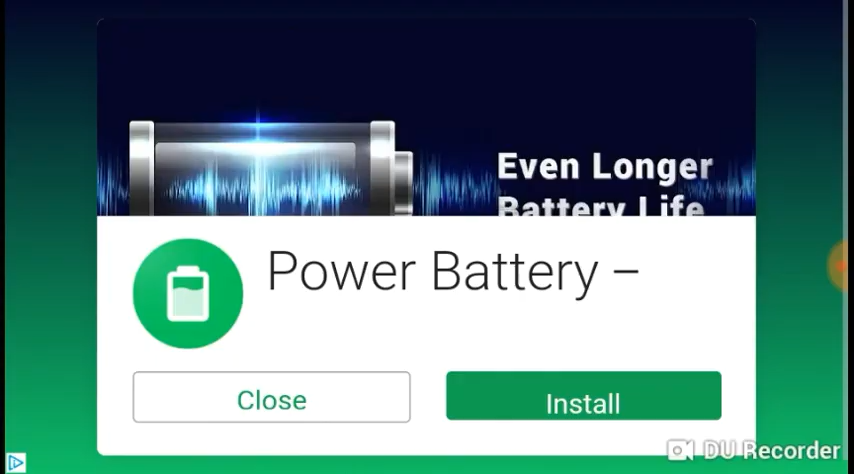 Even Longer
Battery Life
Power Battery –
Close
Install
DU Recorder